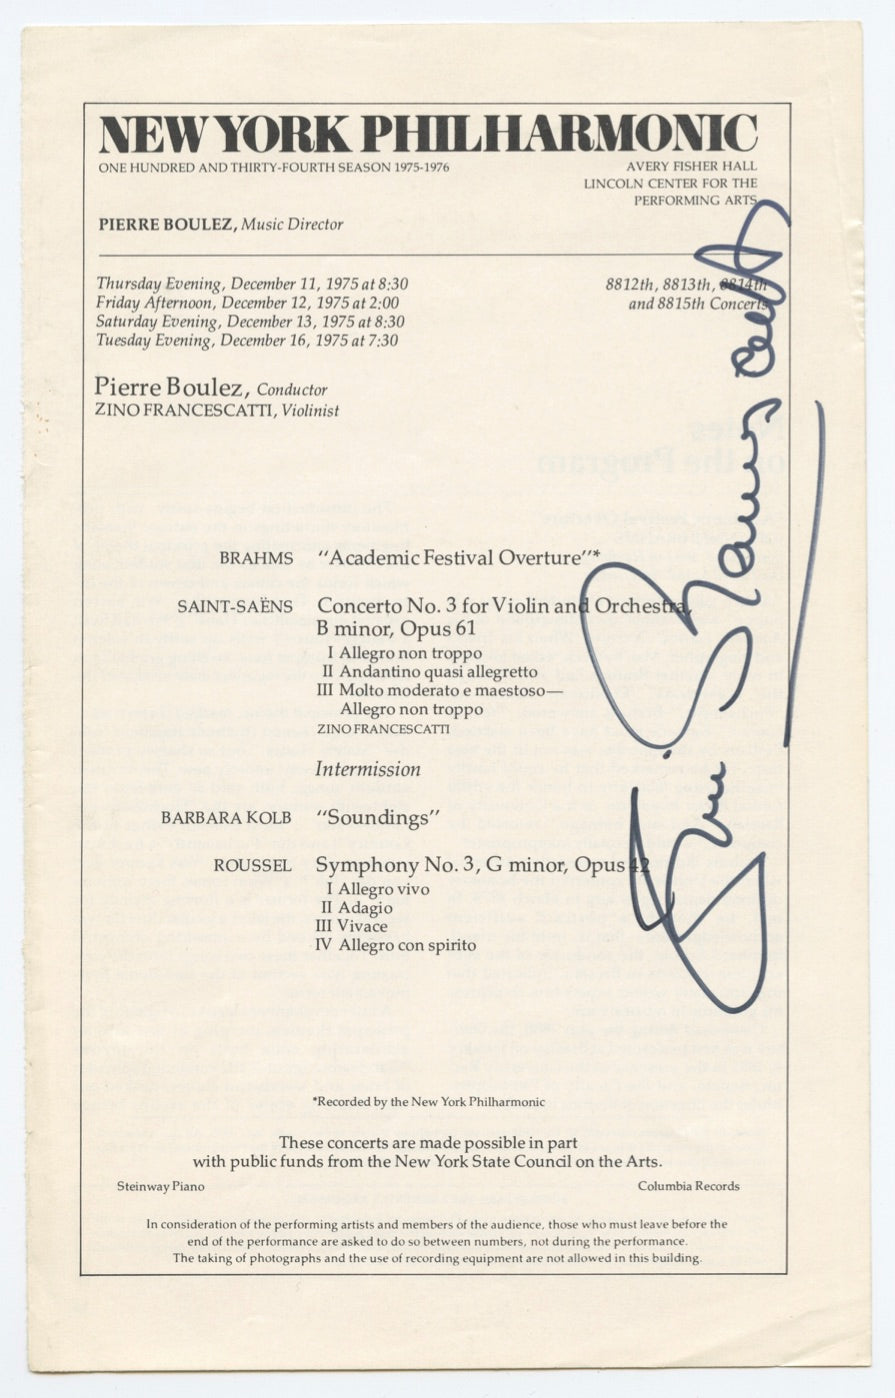 NEW YORK PHILHARMONIC
ONE HUNDRED AND THIRTY-FOURTH SEASON 1975-1976
AVERY FISHER HALL
LINCOLN CENTER FOR THE
PERFORMING ARTS
PIERRE BOULEZ, Music Director
Thursday Evening, December 11, 1975 at 8:30
Friday Afternoon, December 12, 1975 at 2:00
Saturday Evening, December 13, 1975 at 8:30
Tuesday Evening, December 16, 1975 at 7:30
8812th, 8813th, 8814th
and 8815th Concerts
Pierre Boulez, Conductor
ZINO FRANCESCATTI, Violinist
BRAHMS "Academic Festival Overture"*
SAINT-SAËNS Concerto No. 3 for Violin and Orchestra,
B minor, Opus 61
I Allegro non troppo
II Andantino quasi allegretto
III Molto moderato e maestoso—
Allegro non troppo
ZINO FRANCESCATTI
Intermission
BARBARA KOLB "Soundings"
ROUSSEL Symphony No. 3, G minor, Opus 42
I Allegro vivo
II Adagio
III Vivace
IV Allegro con spirito
*Recorded by the New York Philharmonic
These concerts are made possible in part
with public funds from the New York State Council on the Arts.
Steinway Piano
Columbia Records
In consideration of the performing artists and members of the audience, those who must leave before the
end of the performance are asked to do so between numbers, not during the performance.
The taking of photographs and the use of recording equipment are not allowed in this building.
Zino Francescatti